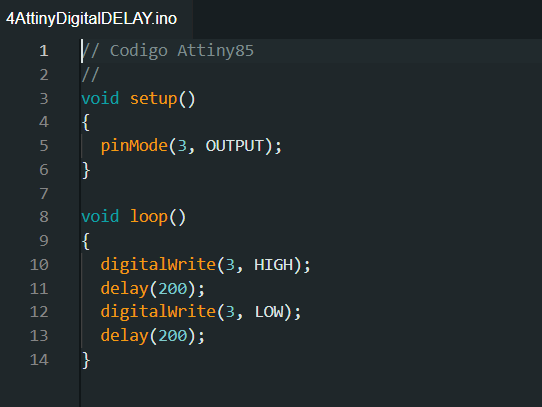 4AttinyDigitalDELAY.ino
1 // Codigo Attiny85
2 //
3 void setup()
4 {
5   pinMode(3, OUTPUT);
6 }
7
8 void loop()
9 {
10   digitalWrite(3, HIGH);
11   delay(200);
12   digitalWrite(3, LOW);
13   delay(200);
14 }